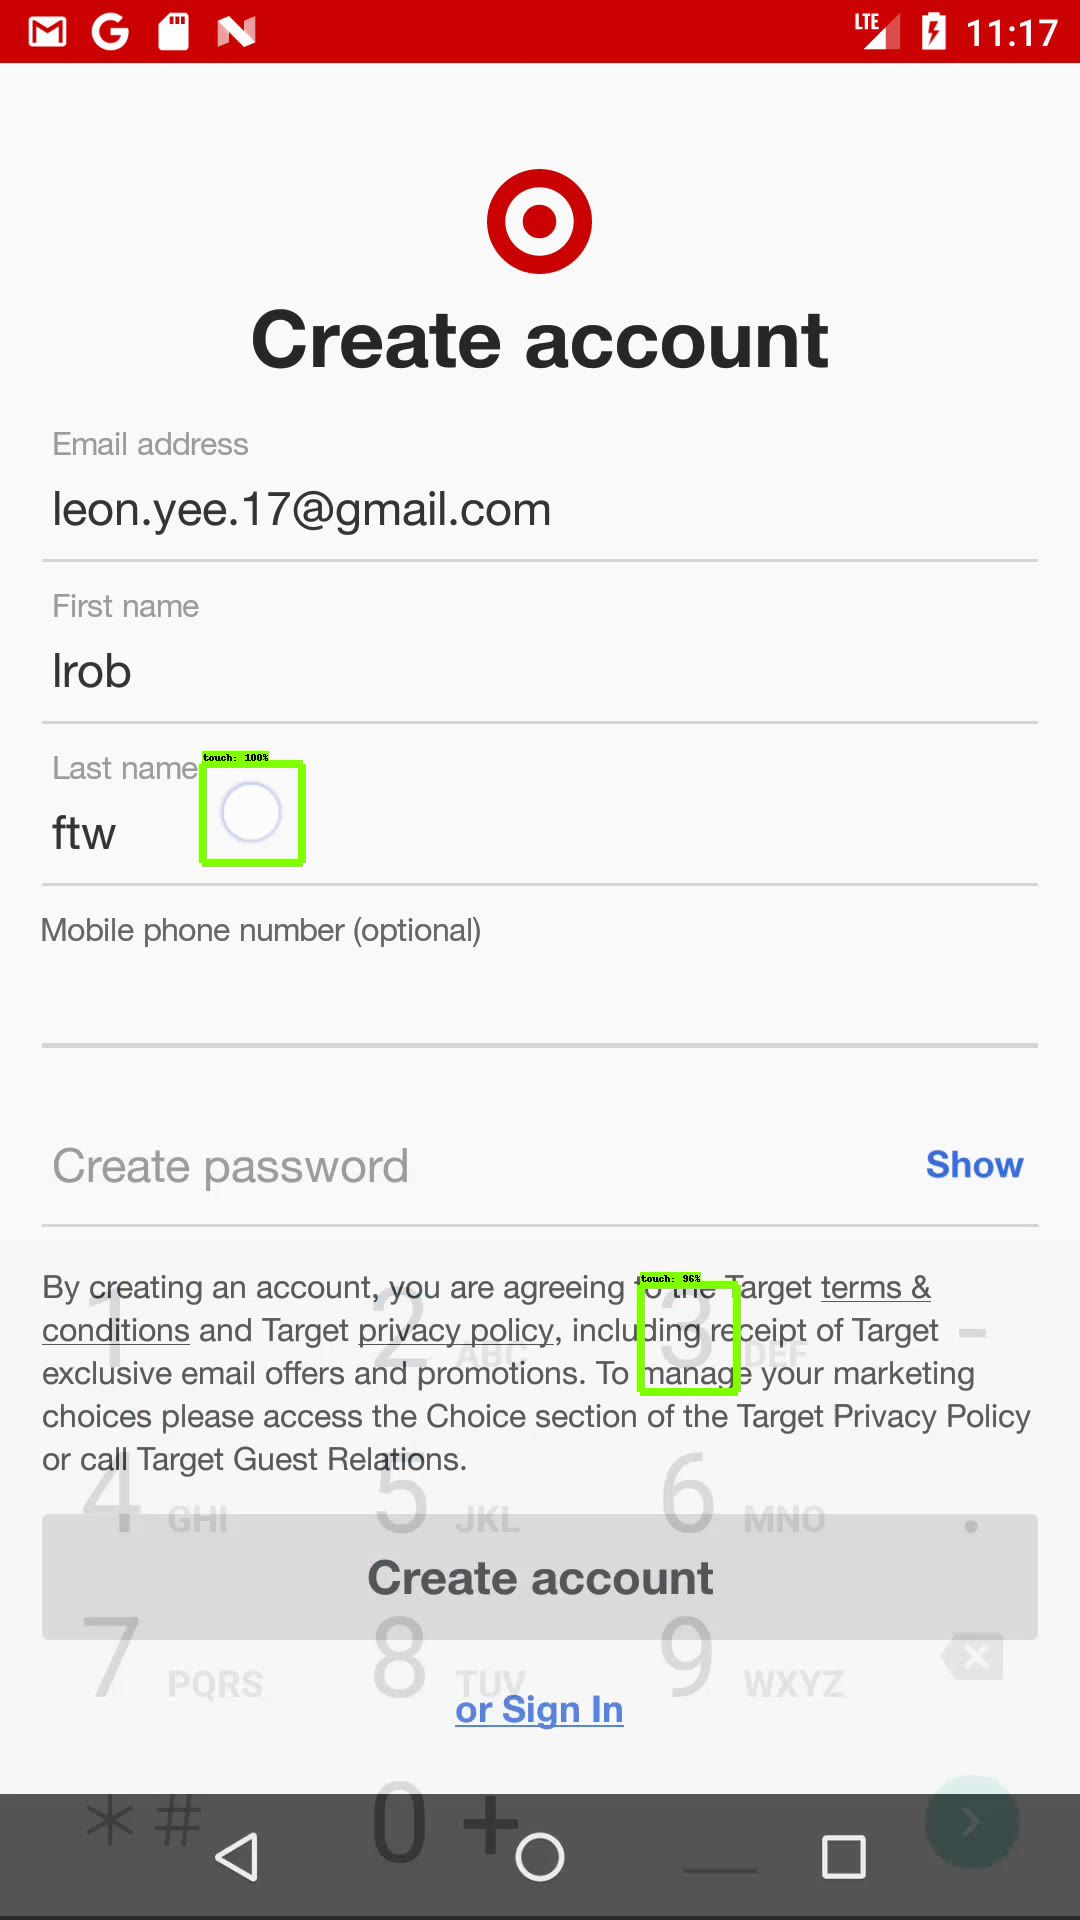 LTE 11:17
Create account
Email address
leon.yee.17@gmail.com
First name
lrob
Last name
touch: 100%
ftw
Mobile phone number (optional)
Create password
Show
By creating an account, you are agreeing to the Target terms &
touch: 96%
conditions and Target privacy policy, including receipt of Target
exclusive email offers and promotions. To manage your marketing
choices please access the Choice section of the Target Privacy Policy
or call Target Guest Relations.
1 2 ABC 3 DEF -
4 GHI 5 JKL 6 MNO .
Create account
7 PQRS 8 TUV 9 WXYZ
or Sign In
* # 0 + _